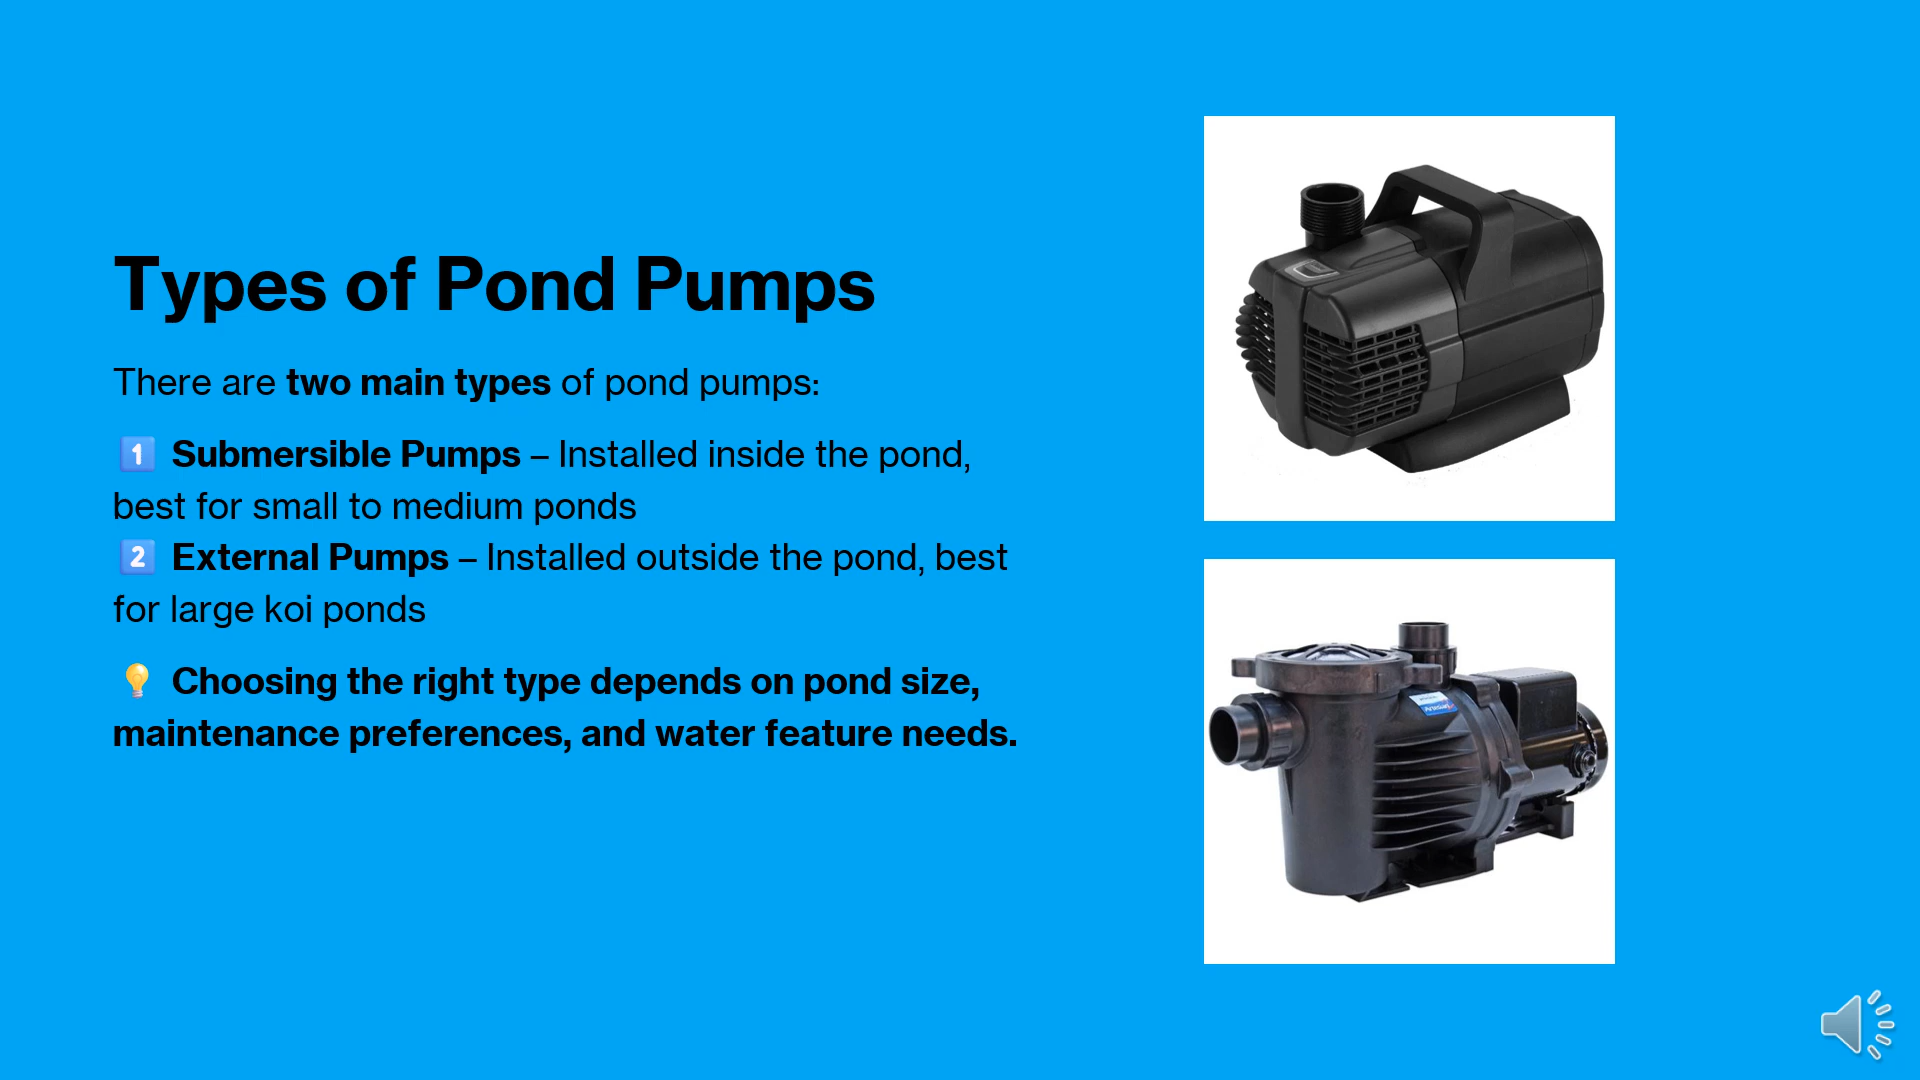 Types of Pond Pumps
There are two main types of pond pumps:
1 Submersible Pumps – Installed inside the pond,
best for small to medium ponds
2 External Pumps – Installed outside the pond, best
for large koi ponds
💡 Choosing the right type depends on pond size,
maintenance preferences, and water feature needs.